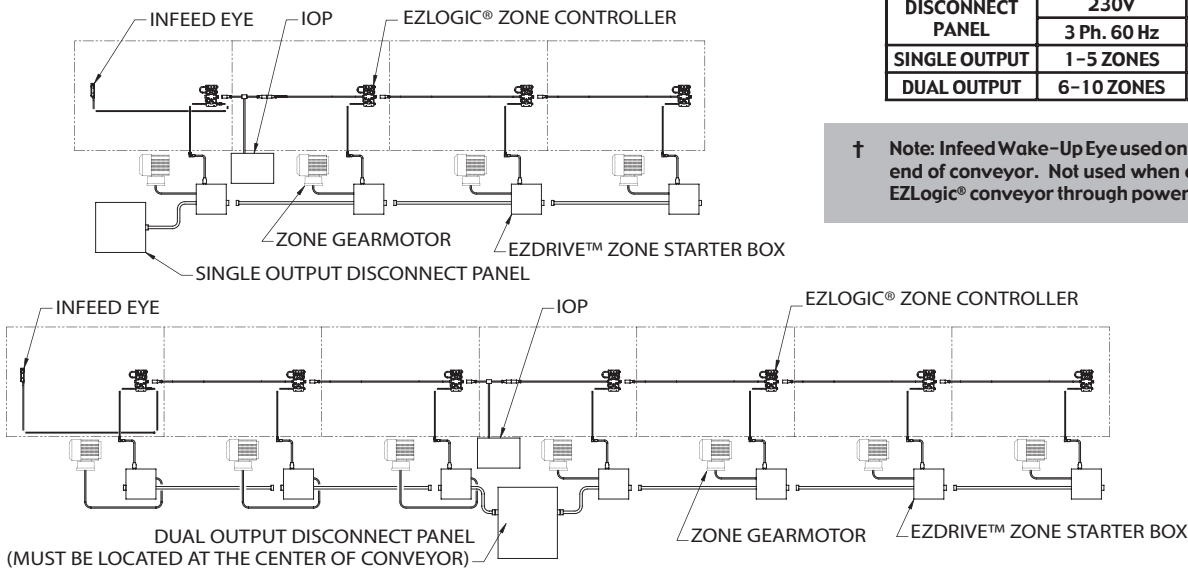 INFEED EYE
IOP
EZLOGIC® ZONE CONTROLLER
ZONE GEARMOTOR
EZDRIVE™ ZONE STARTER BOX
SINGLE OUTPUT DISCONNECT PANEL
DISCONNECT PANEL
230V
3 Ph. 60 Hz
SINGLE OUTPUT 1-5 ZONES
DUAL OUTPUT 6-10 ZONES
† Note: Infeed Wake-Up Eye used on
end of conveyor. Not used when
EZLogic® conveyor through power
INFEED EYE
IOP
EZLOGIC® ZONE CONTROLLER
DUAL OUTPUT DISCONNECT PANEL
(MUST BE LOCATED AT THE CENTER OF CONVEYOR)
ZONE GEARMOTOR
EZDRIVE™ ZONE STARTER BOX